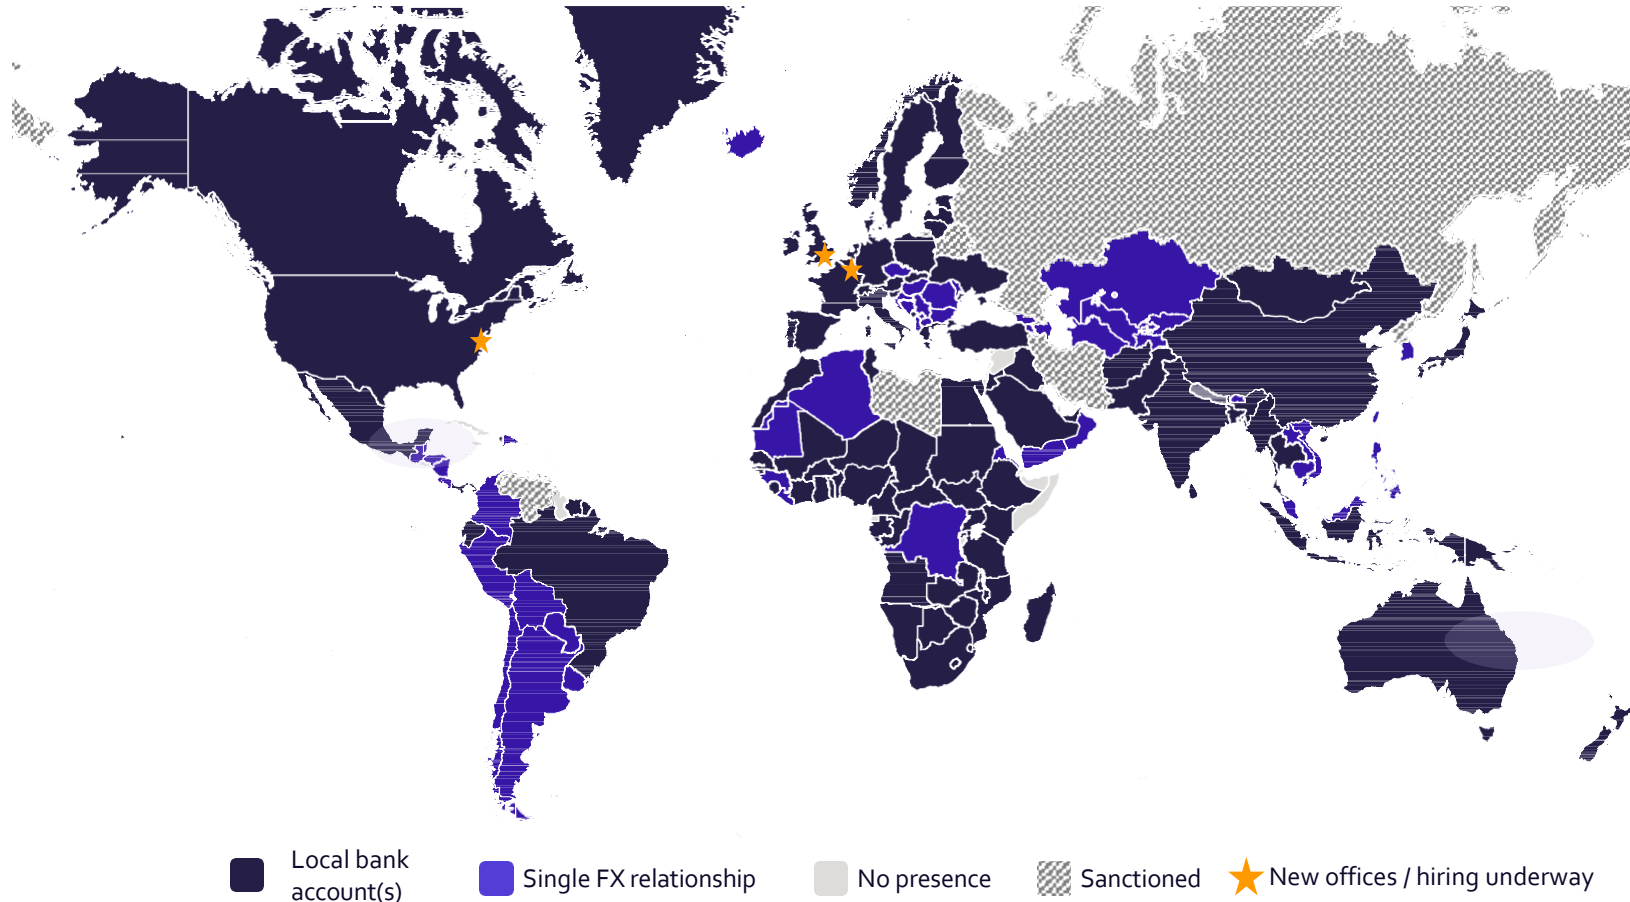 Local bank
account(s)
Single FX relationship
No presence
Sanctioned
New offices / hiring underway